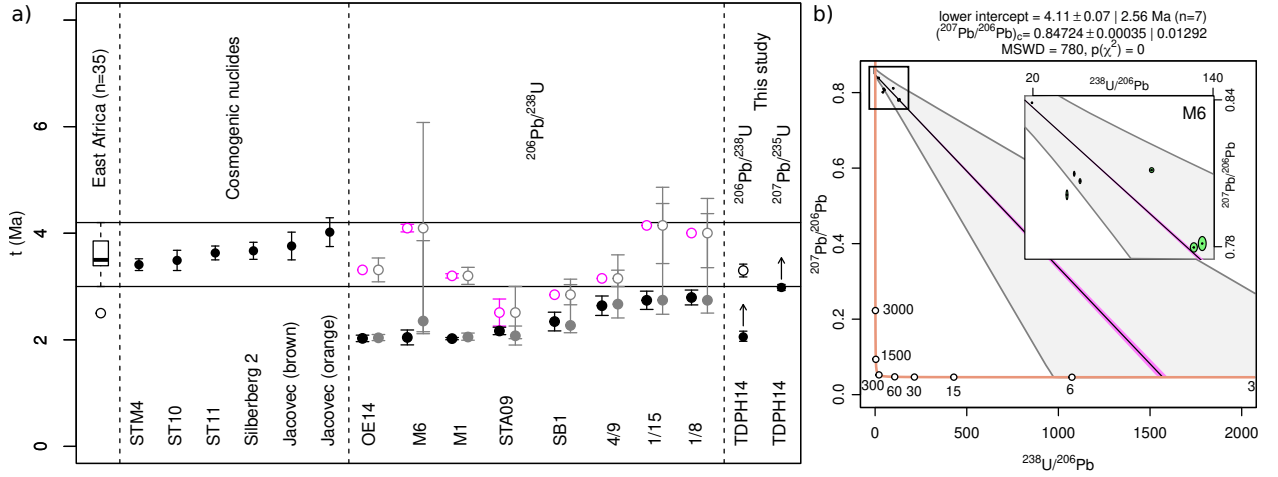 a)
t (Ma)
0
2
4
6
East Africa (n=35)
Cosmogenic nuclides
²⁰⁶Pb/²³⁸U
This study
²⁰⁶Pb/²³⁸U
²⁰⁷Pb/²³⁵U
STM4
ST10
ST11
Silberberg 2
Jacovec (brown)
Jacovec (orange)
OE14
M6
M1
STA09
SB1
4/9
1/15
1/8
TDPH14
TDPH14
b)
lower intercept = 4.11 ± 0.07 | 2.56 Ma (n=7)
(²⁰⁷Pb/²⁰⁶Pb)c= 0.84724 ± 0.00035 | 0.01292
MSWD = 780, p(χ²) = 0
²⁰⁷Pb/²⁰⁶Pb
0.0
0.2
0.4
0.6
0.8
20
140
²³⁸U/²⁰⁶Pb
M6
0.84
²⁰⁷Pb/²⁰⁶Pb
0.78
3000
1500
300
60
30
15
6
3
0
500
1000
1500
2000
²³⁸U/²⁰⁶Pb